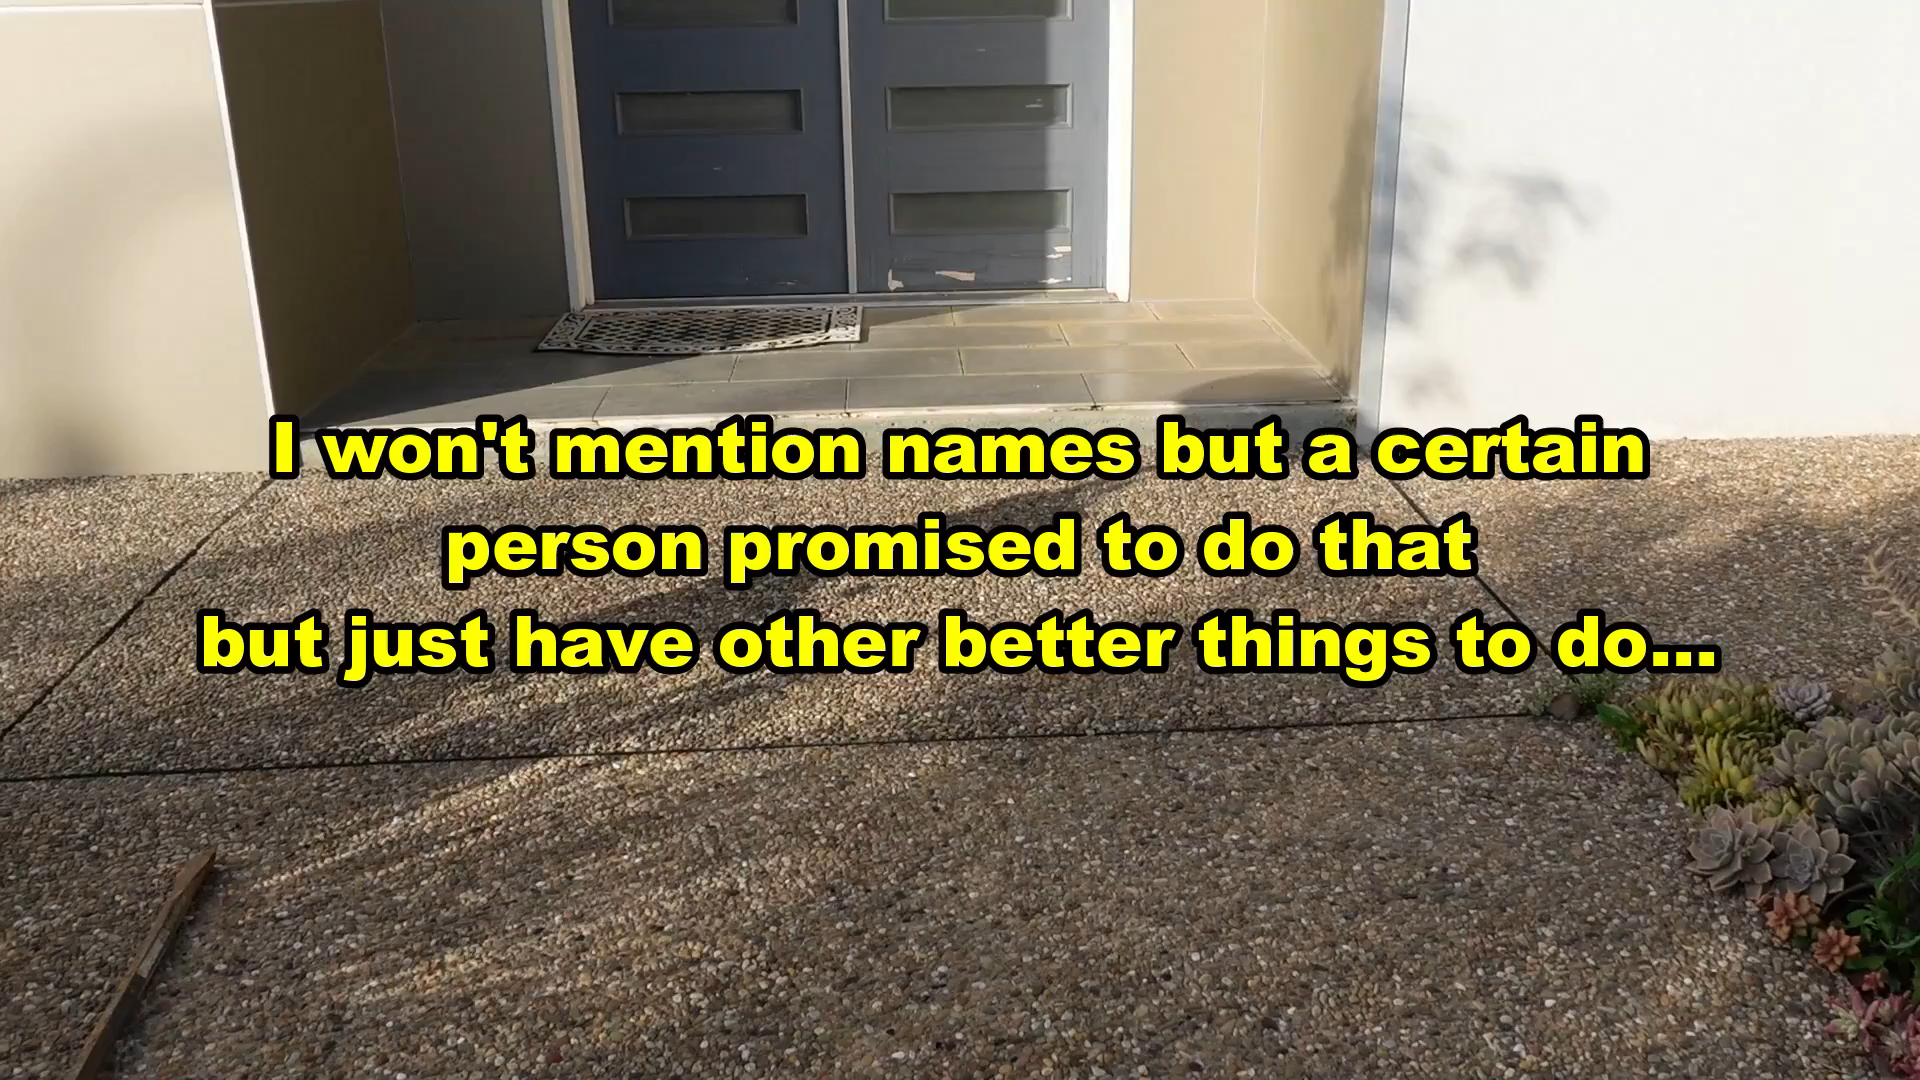 I won't mention names but a certain
person promised to do that
but just have other better things to do...